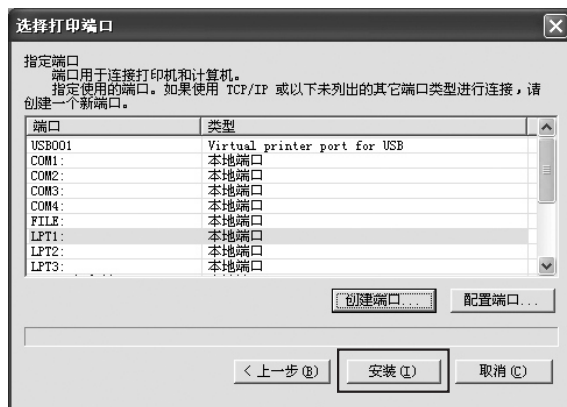 选择打印端口
指定端口
端口用于连接打印机和计算机。
指定使用的端口。如果使用 TCP/IP 或以下未列出的其它端口类型进行连接，请
创建一个新端口。
端口 类型
USB001 Virtual printer port for USB
COM1: 本地端口
COM2: 本地端口
COM3: 本地端口
COM4: 本地端口
FILE: 本地端口
LPT1: 本地端口
LPT2: 本地端口
LPT3: 本地端口
创建端口... 配置端口...
< 上一步(B) 安装(I) 取消(C)